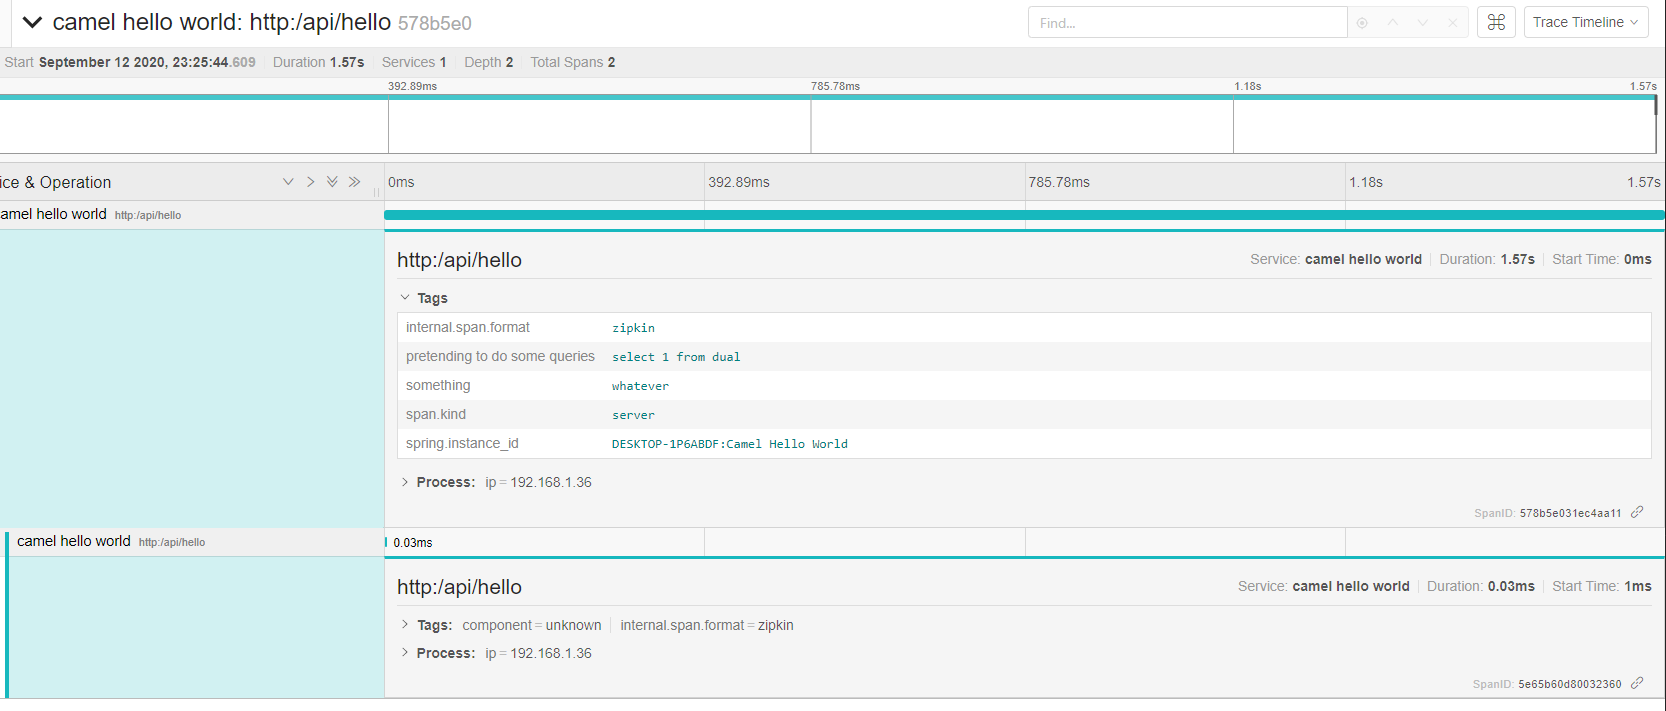 camel hello world: http:/api/hello 578b5e0 Find... Trace Timeline
Start September 12 2020, 23:25:44.609 Duration 1.57s Services 1 Depth 2 Total Spans 2
392.89ms 785.78ms 1.18s 1.57s
ice & Operation 0ms 392.89ms 785.78ms 1.18s 1.57s
amel hello world http:/api/hello
http:/api/hello Service: camel hello world Duration: 1.57s Start Time: 0ms
Tags
internal.span.format zipkin
pretending to do some queries select 1 from dual
something whatever
span.kind server
spring.instance_id DESKTOP-1P6ABDF:Camel Hello World
Process: ip = 192.168.1.36
SpanID: 578b5e031ec4aa11
camel hello world http:/api/hello 0.03ms
http:/api/hello Service: camel hello world Duration: 0.03ms Start Time: 1ms
Tags: component = unknown internal.span.format = zipkin
Process: ip = 192.168.1.36
SpanID: 5e65b60d80032360